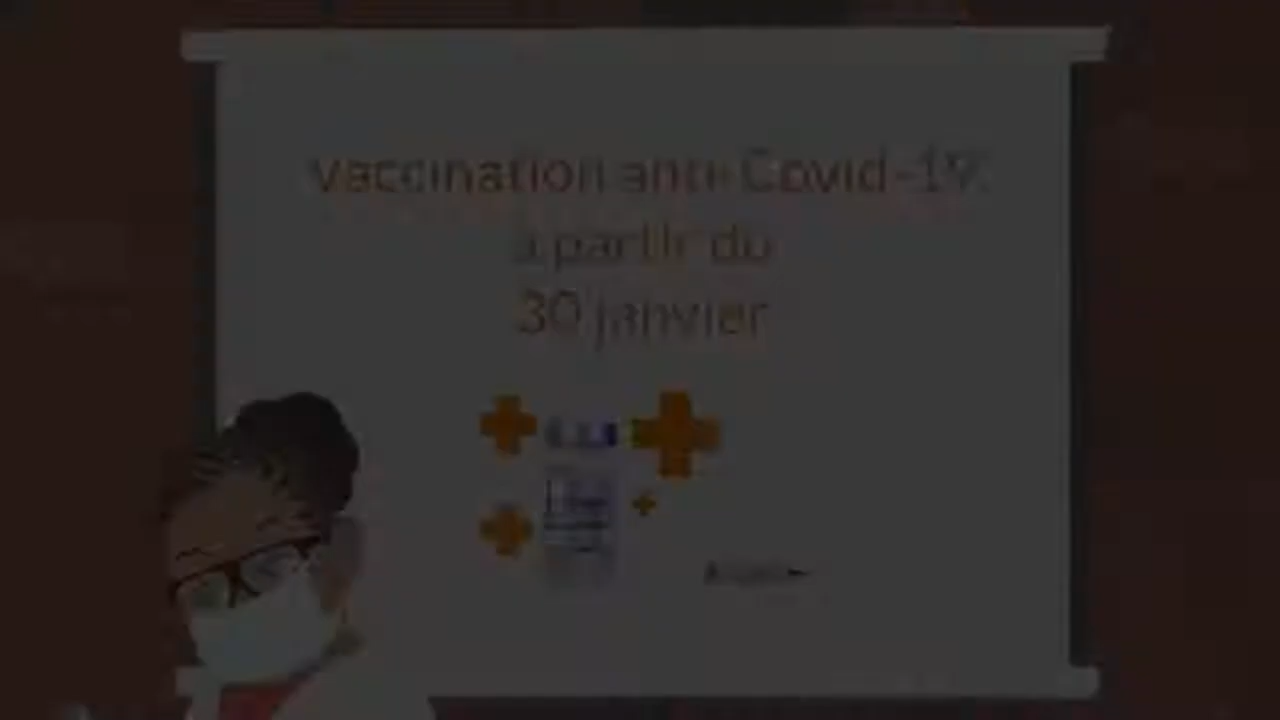 vaccination anti-Covid-19
à partir du
30 janvier